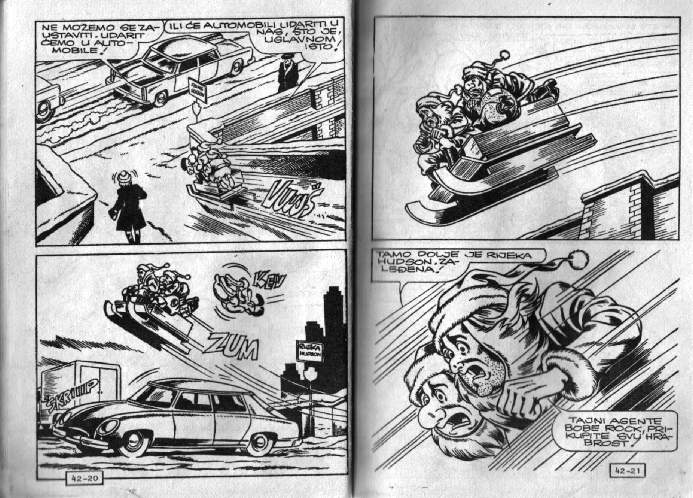 NE MOŽEMO SE ZA-
USTAVITI. UDARIT
ĆEMO U AUTO-
MOBILE!
ILI ĆE AUTOMOBILI UDARITI U
NAS, ŠTO JE,
UGLAVNOM
ISTO!
VUUŠ
KEV
ZUM
RIJEKA
HUDSON
ŠKRIIIP
42-20
TAMO DOLJE JE RIJEKA
HUDSON, ZA-
LEĐENA!
TAJNI AGENTE
BOBE ROCK, PRI-
KUPITE SVU HRA-
BROST!
42-21